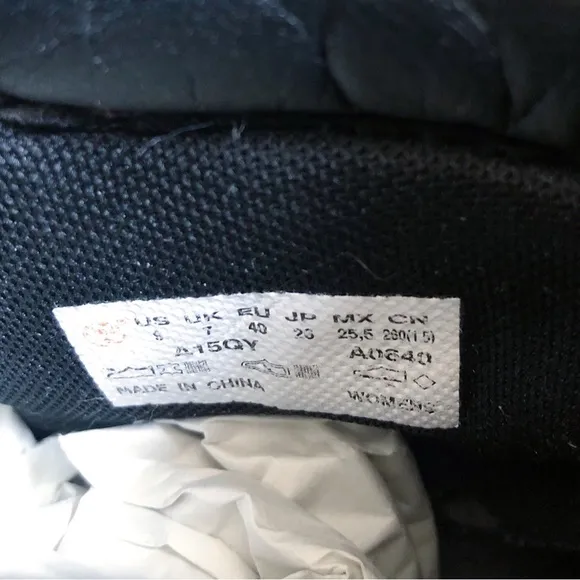 US UK EU JP MX CN
9 7 40 26 25,5 260(1.5)
A15QY A0640
MADE IN CHINA WOMENS